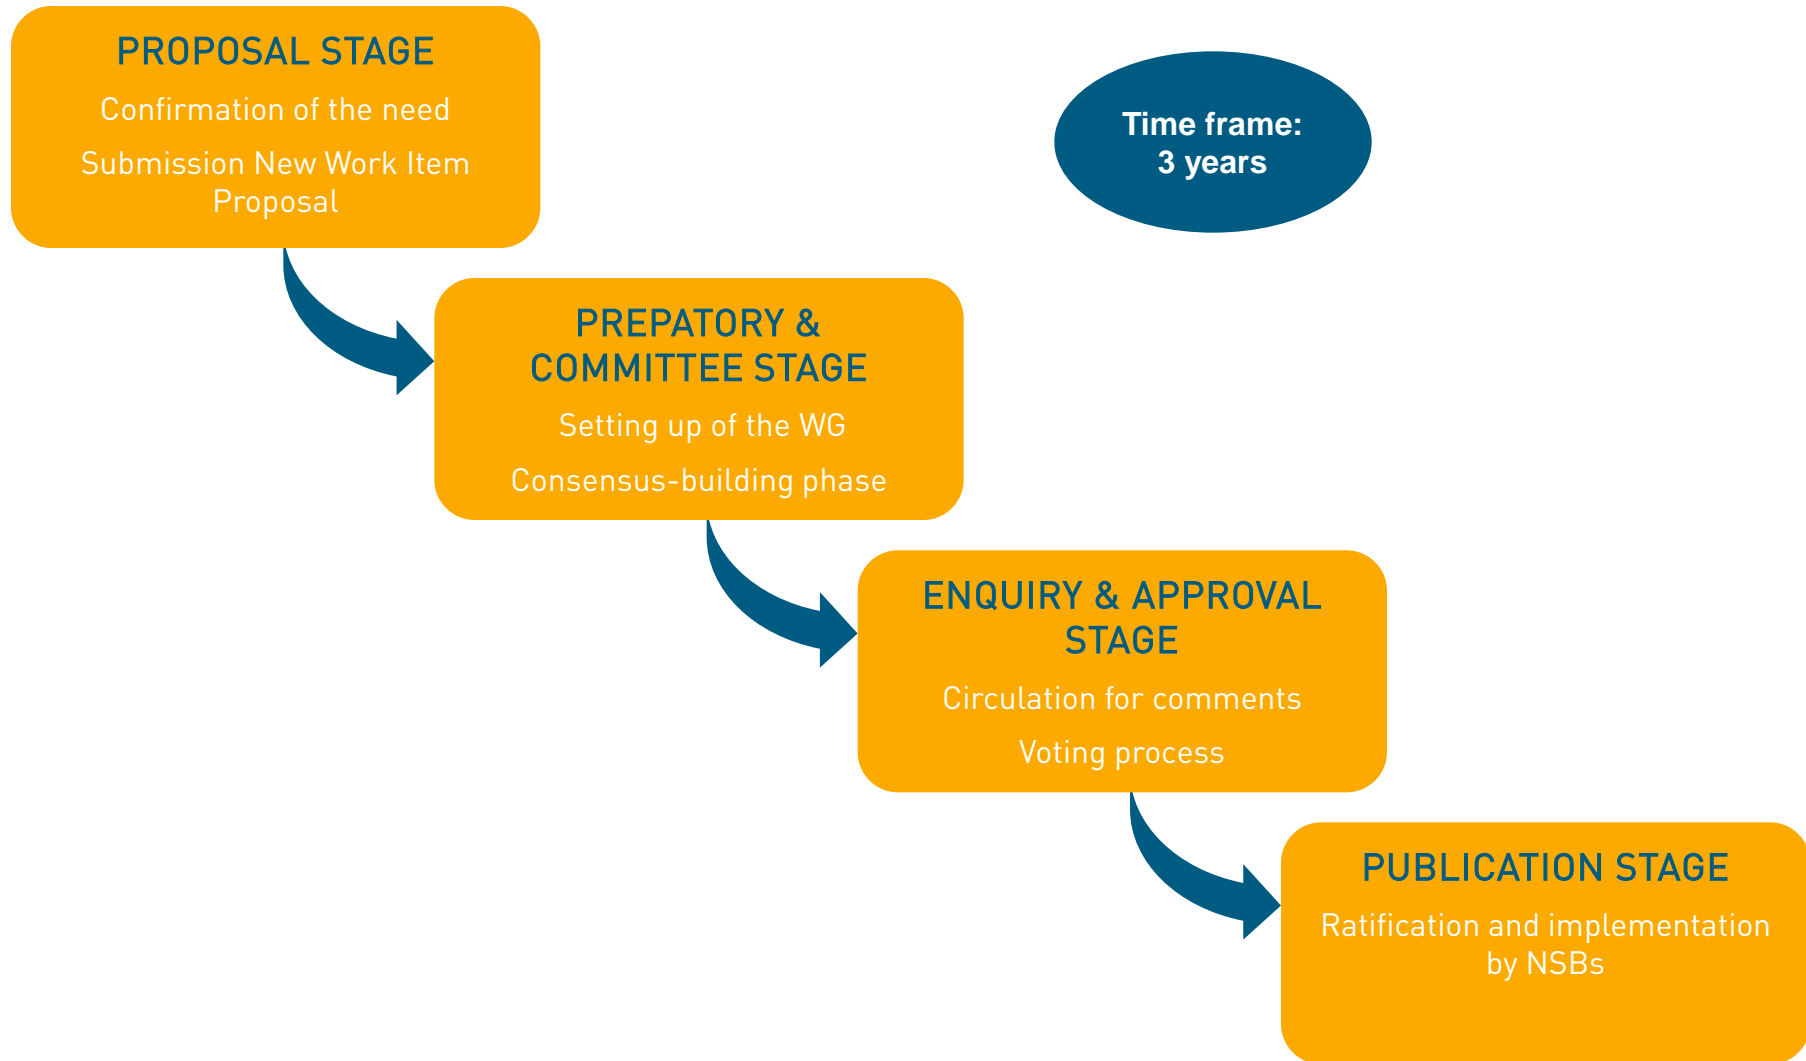 PROPOSAL STAGE
Confirmation of the need
Submission New Work Item
Proposal
Time frame:
3 years
PREPATORY &
COMMITTEE STAGE
Setting up of the WG
Consensus-building phase
ENQUIRY & APPROVAL
STAGE
Circulation for comments
Voting process
PUBLICATION STAGE
Ratification and implementation
by NSBs